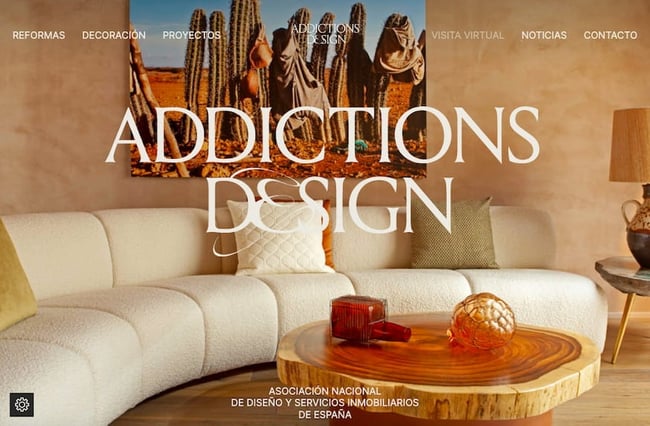 REFORMAS DECORACIÓN PROYECTOS ADDICTIONS DESIGN VISITA VIRTUAL NOTICIAS CONTACTO
ADDICTIONS
DESIGN
ASOCIACIÓN NACIONAL
DE DISEÑO Y SERVICIOS INMOBILIARIOS
DE ESPAÑA